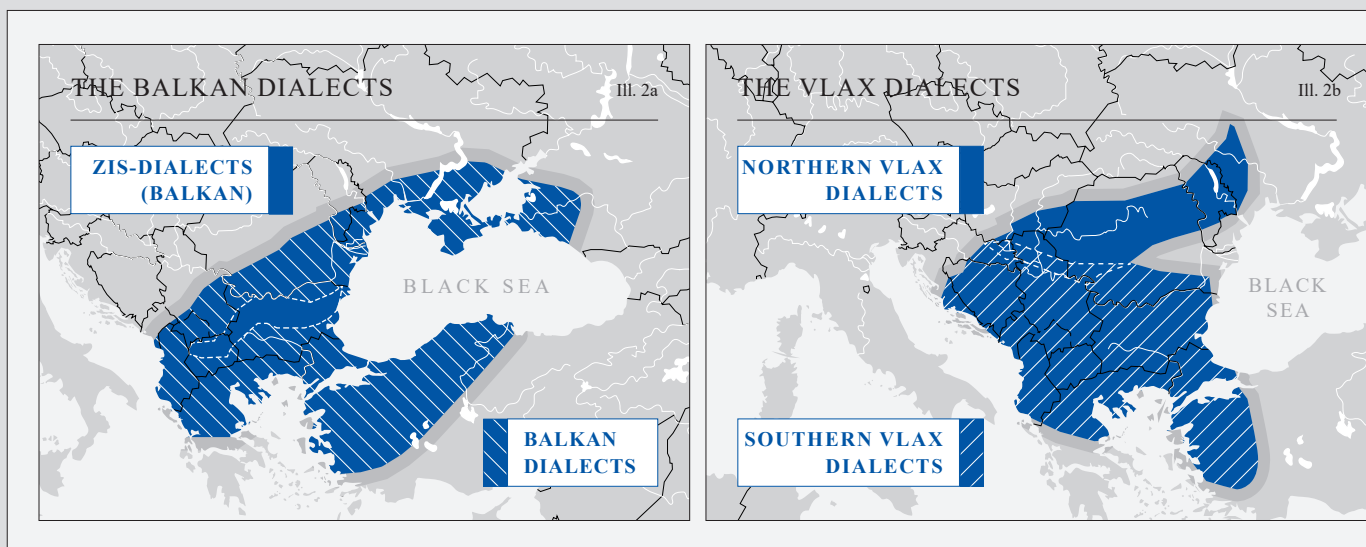 THE BALKAN DIALECTS
Ill. 2a
ZIS-DIALECTS
(BALKAN)
BLACK SEA
BALKAN
DIALECTS
THE VLAX DIALECTS
Ill. 2b
NORTHERN VLAX
DIALECTS
BLACK
SEA
SOUTHERN VLAX
DIALECTS